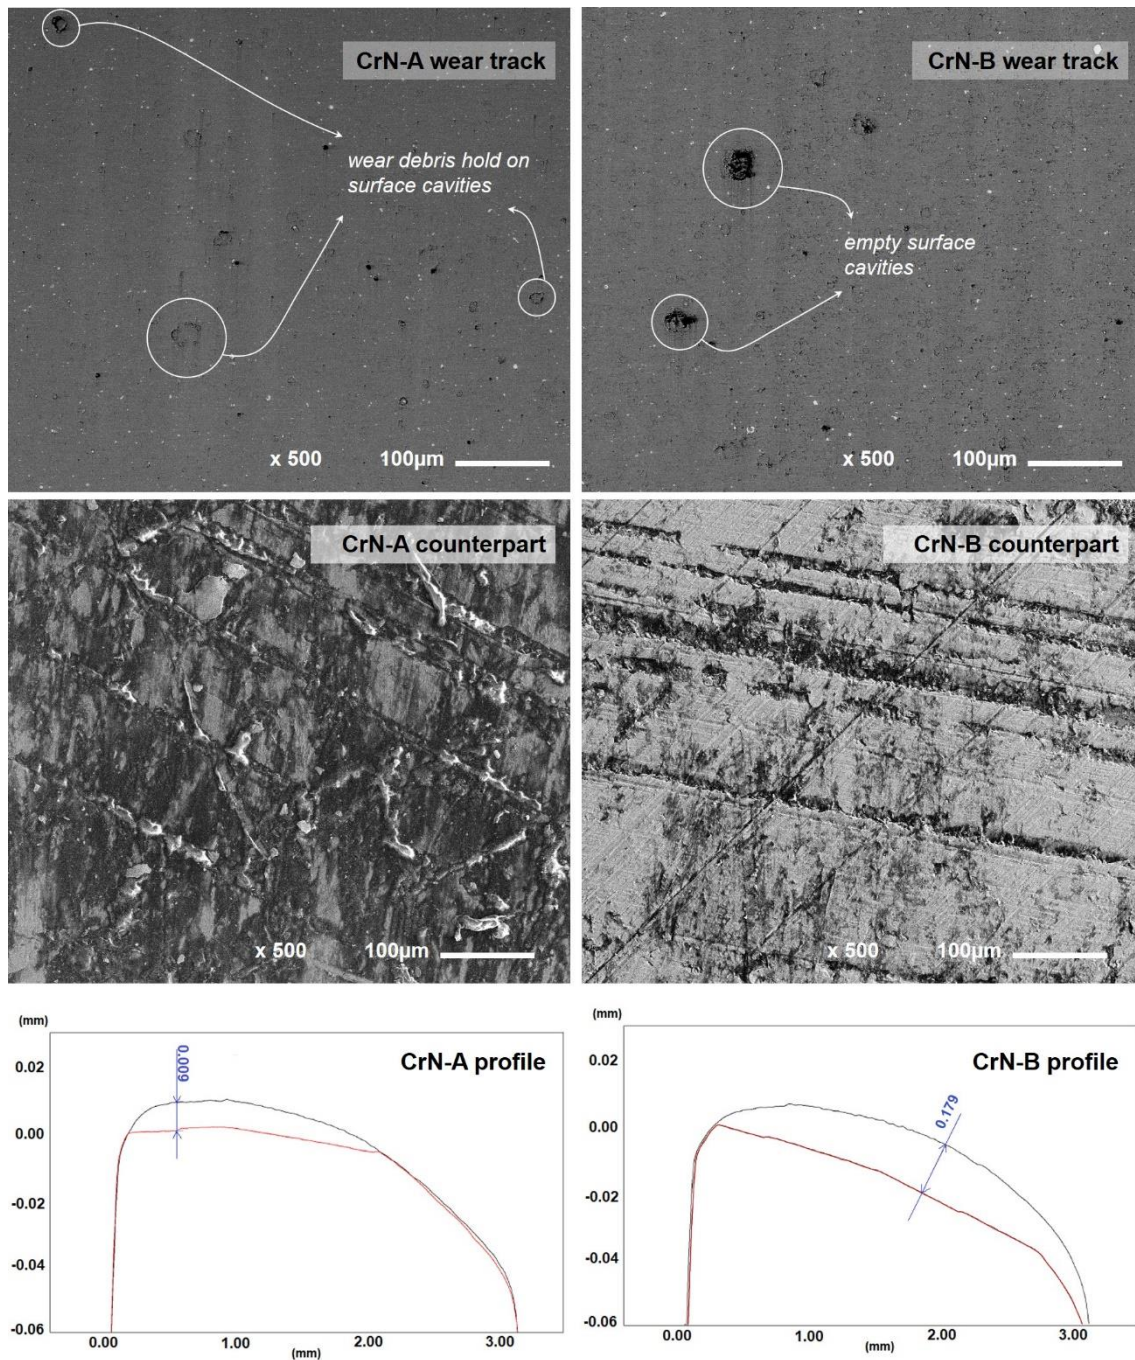 CrN-A wear track
wear debris hold on
surface cavities
x 500 100µm
CrN-B wear track
empty surface
cavities
x 500 100µm
CrN-A counterpart
x 500 100µm
CrN-B counterpart
x 500 100µm
(mm)
CrN-A profile
0.02
0.00
-0.02
-0.04
-0.06
0.009
0.00 1.00 2.00 3.00
(mm)
(mm)
CrN-B profile
0.02
0.00
-0.02
-0.04
-0.06
0.179
0.00 1.00 2.00 3.00
(mm)